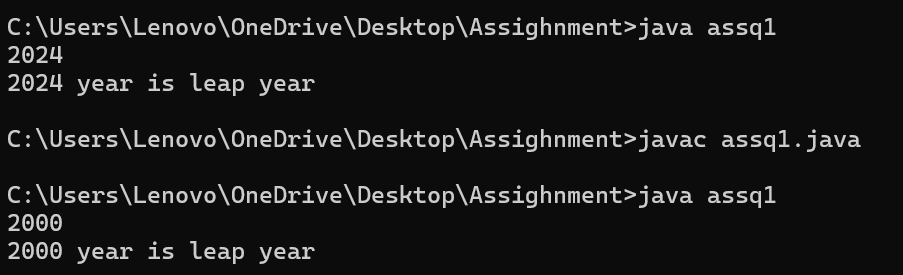 C:\Users\Lenovo\OneDrive\Desktop\Assighnment>java assq1
2024
2024 year is leap year
C:\Users\Lenovo\OneDrive\Desktop\Assighnment>javac assq1.java
C:\Users\Lenovo\OneDrive\Desktop\Assighnment>java assq1
2000
2000 year is leap year